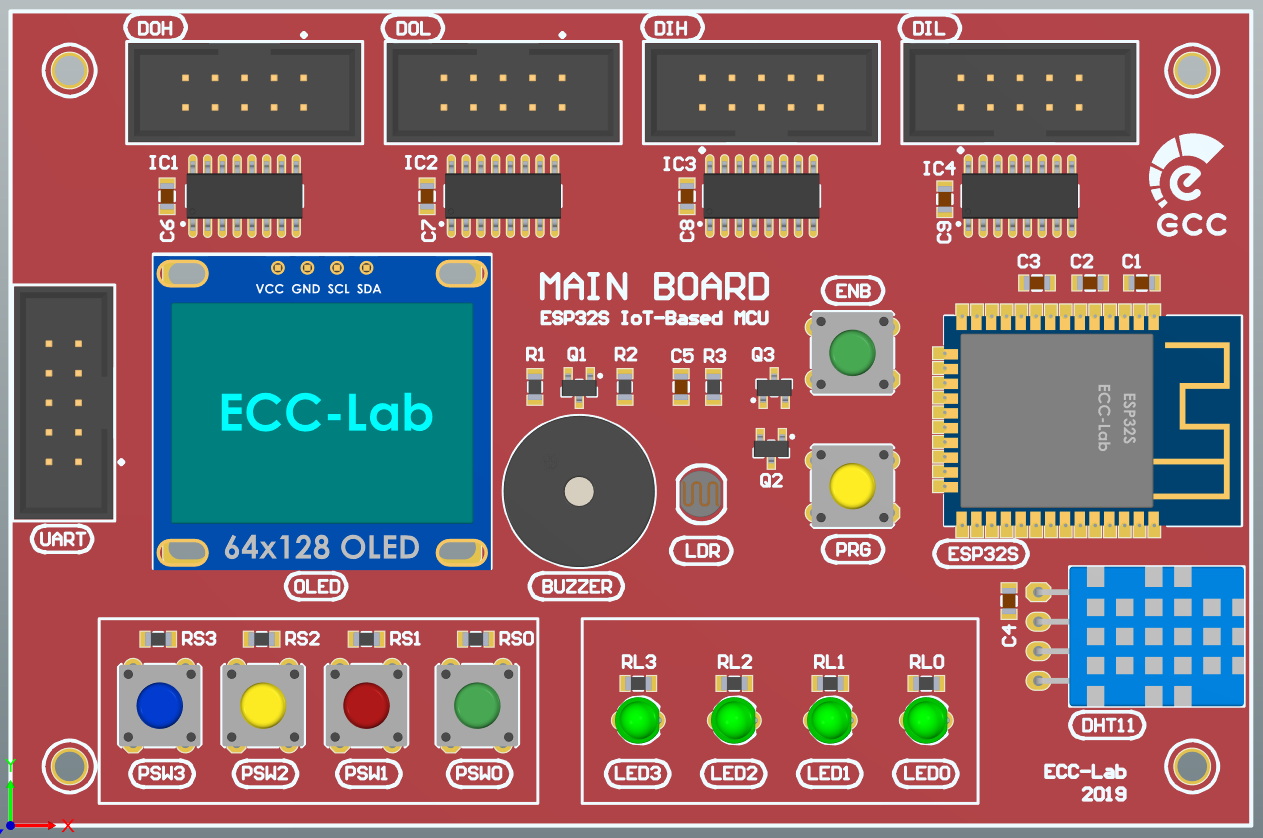 DOH
DOL
DIH
DIL
IC1
IC2
IC3
IC4
C6
C7
C8
C9
ecc
VCC GND SCL SDA
MAIN BOARD
ESP32S IoT-Based MCU
ENB
C3
C2
C1
R1
Q1
R2
C5
R3
Q3
ECC-Lab
ESP32S
ECC-Lab
Q2
UART
64x128 OLED
OLED
BUZZER
LDR
PRG
ESP32S
C4
RS3
RS2
RS1
RS0
RL3
RL2
RL1
RL0
DHT11
PSW3
PSW2
PSW1
PSW0
LED3
LED2
LED1
LED0
ECC-Lab
2019
Y
X